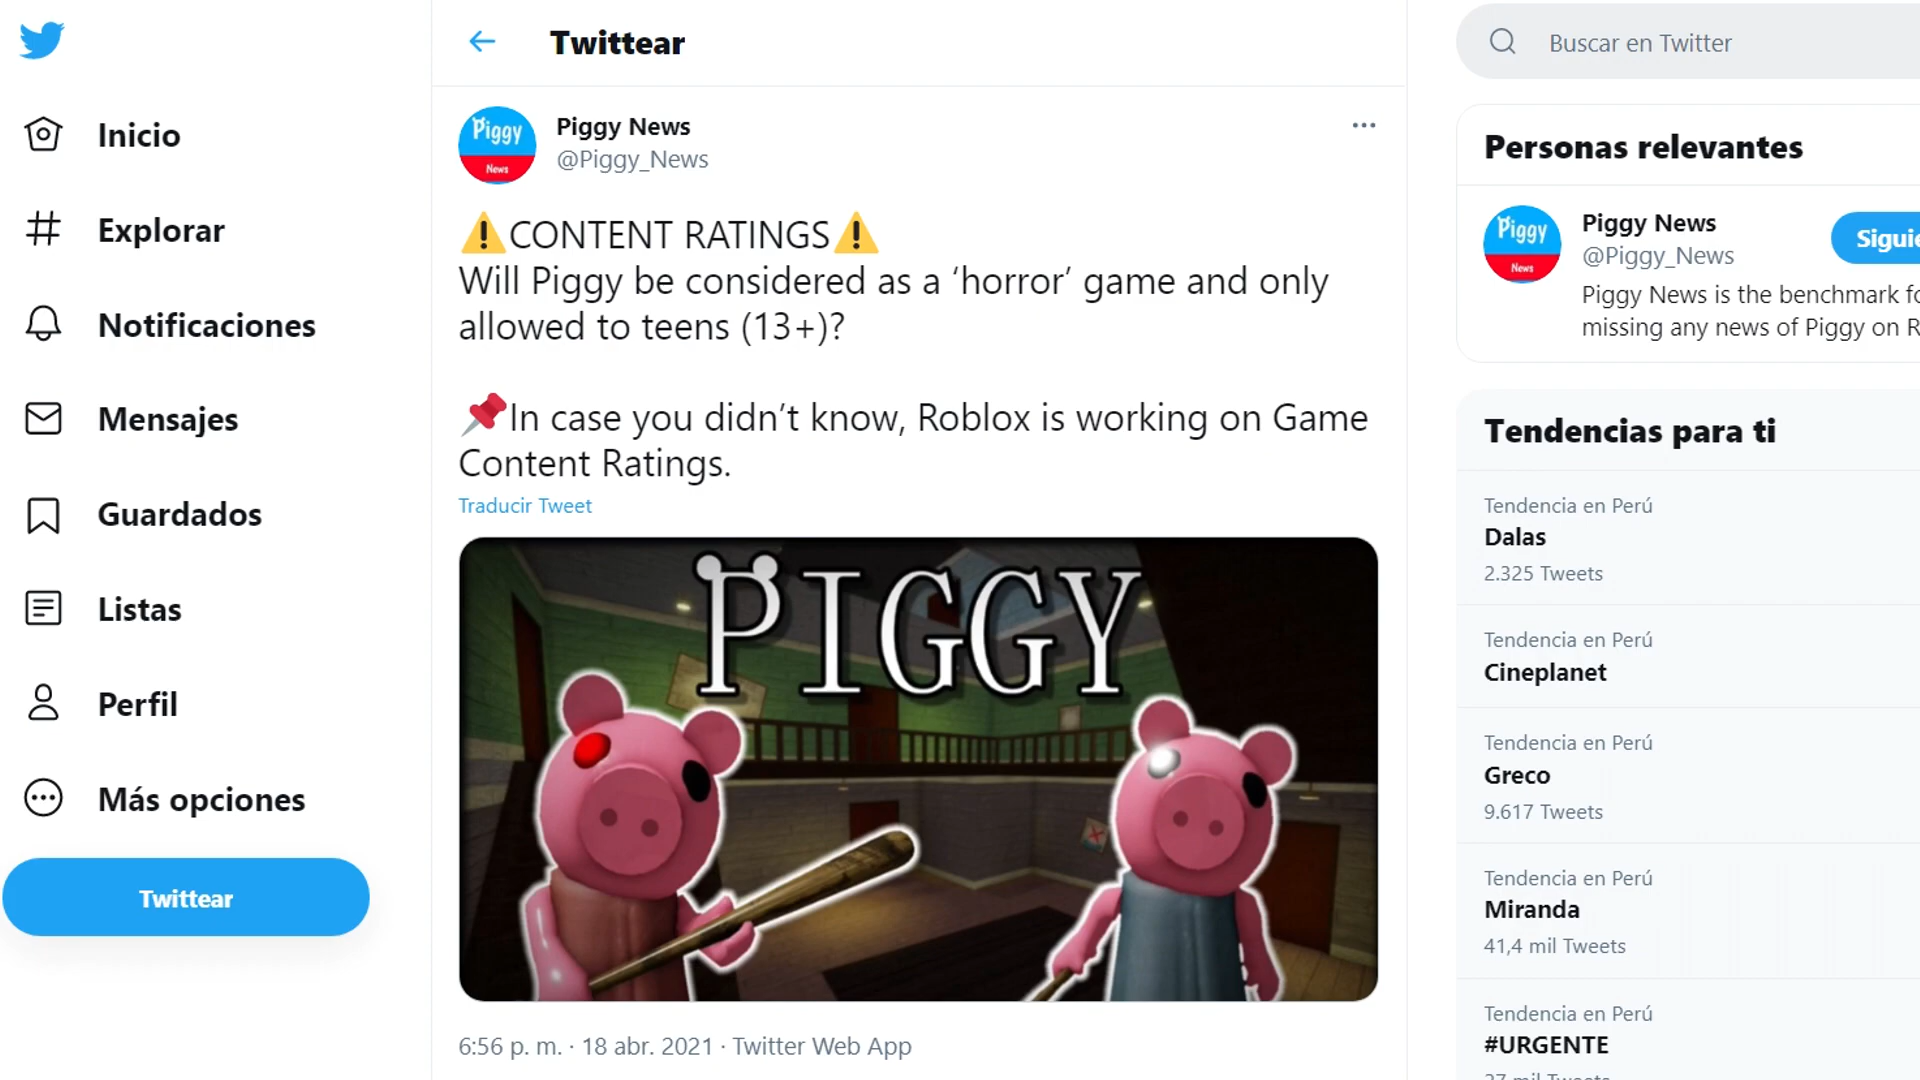 Inicio
Explorar
Notificaciones
Mensajes
Guardados
Listas
Perfil
Más opciones
Twittear
Twittear
Piggy
News
Piggy News
@Piggy_News
⚠️CONTENT RATINGS⚠️
Will Piggy be considered as a ‘horror’ game and only
allowed to teens (13+)?
📌In case you didn’t know, Roblox is working on Game
Content Ratings.
Traducir Tweet
PIGGY
6:56 p. m. · 18 abr. 2021 · Twitter Web App
Buscar en Twitter
Personas relevantes
Piggy
News
Piggy News
@Piggy_News
Piggy News is the benchmark
missing any news of Piggy on
Tendencias para ti
Tendencia en Perú
Dalas
2.325 Tweets
Tendencia en Perú
Cineplanet
Tendencia en Perú
Greco
9.617 Tweets
Tendencia en Perú
Miranda
41,4 mil Tweets
Tendencia en Perú
#URGENTE